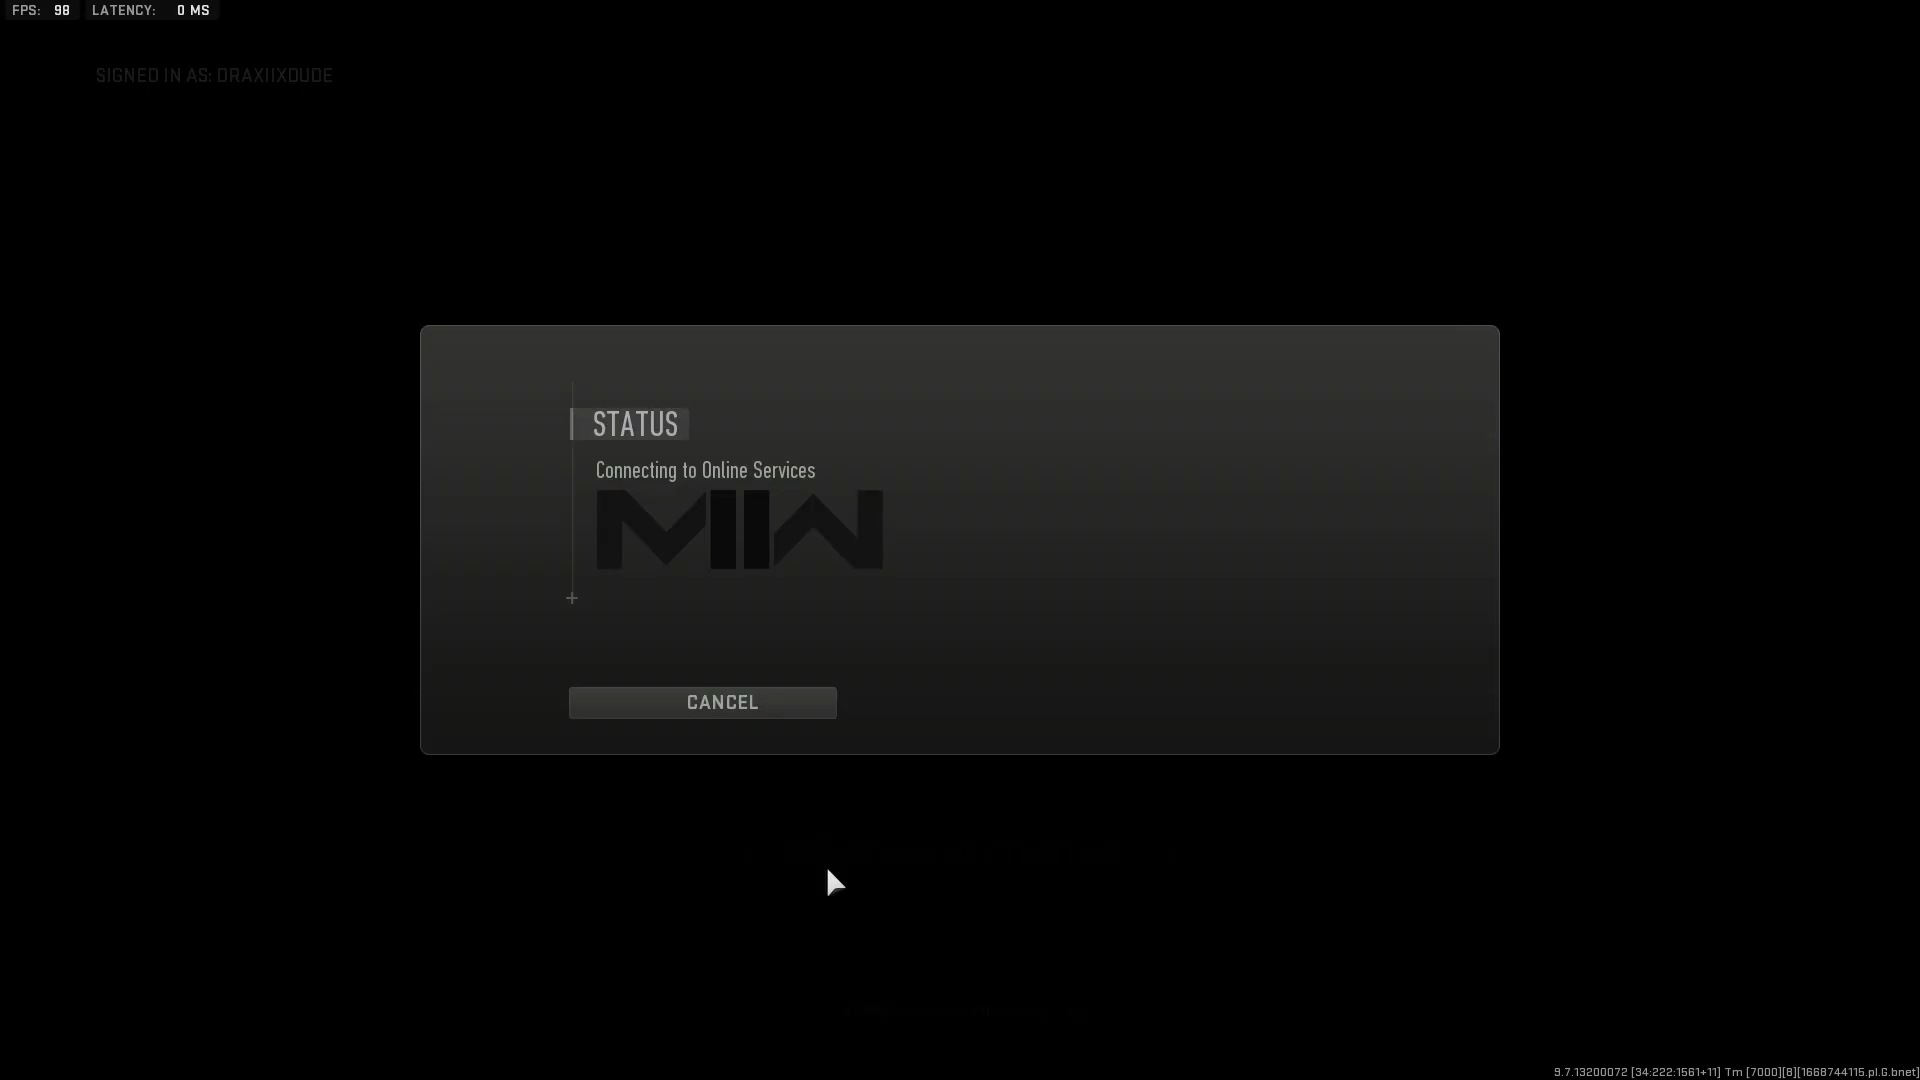 FPS: 98 LATENCY: 0 MS
SIGNED IN AS: DRAXIIXDUDE
STATUS
Connecting to Online Services
MIIW
CANCEL
9.7.13200072 [34:222:1561+11] Tm [7000][8][1668744115.pl.G.bnet]